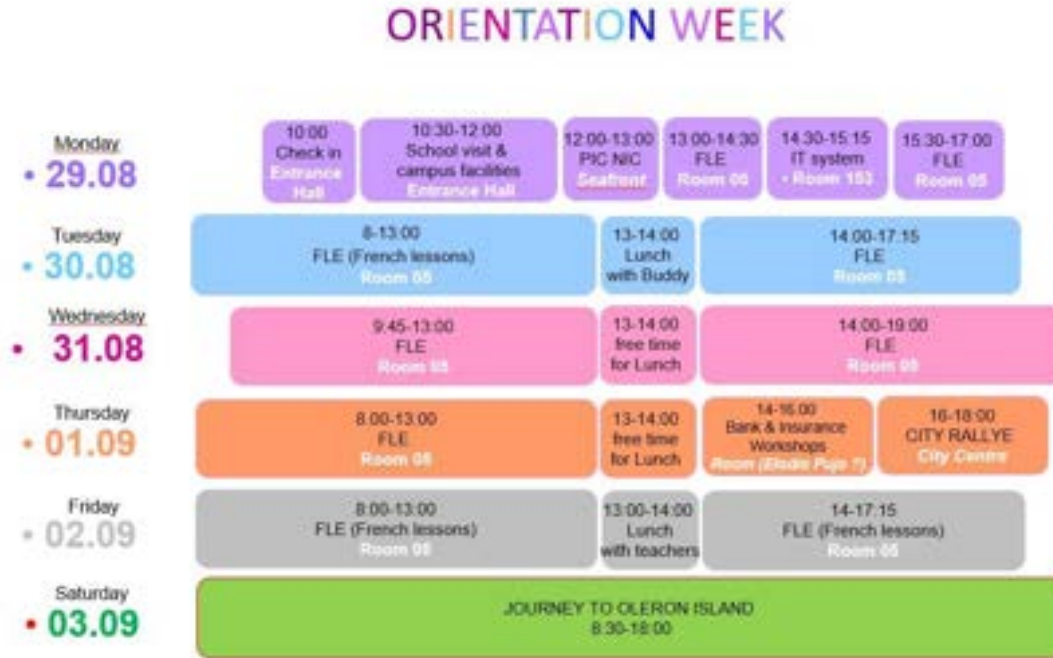 ORIENTATION WEEK
Monday
• 29.08
10:00
Check in
Entrance
Hall
10:30-12:00
School visit &
campus facilities
Entrance Hall
12:00-13:00
PIC NIC
Seafront
13:00-14:30
FLE
Room 05
14:30-15:15
IT system
- Room 153
15:30-17:00
FLE
Room 05
Tuesday
• 30.08
8-13:00
FLE (French lessons)
Room 05
13-14:00
Lunch
with Buddy
14:00-17:15
FLE
Room 05
Wednesday
• 31.08
9:45-13:00
FLE
Room 05
13-14:00
free time
for Lunch
14:00-19:00
FLE
Room 05
Thursday
• 01.09
8:00-13:00
FLE
Room 05
13-14:00
free time
for Lunch
14-16:00
Bank & Insurance
Workshops
Room (Elodie Pujo ?)
16-18:00
CITY RALLYE
City Centre
Friday
• 02.09
8:00-13:00
FLE (French lessons)
Room 05
13:00-14:00
Lunch
with teachers
14-17:15
FLE (French lessons)
Room 05
Saturday
• 03.09
JOURNEY TO OLERON ISLAND
8:30-18:00